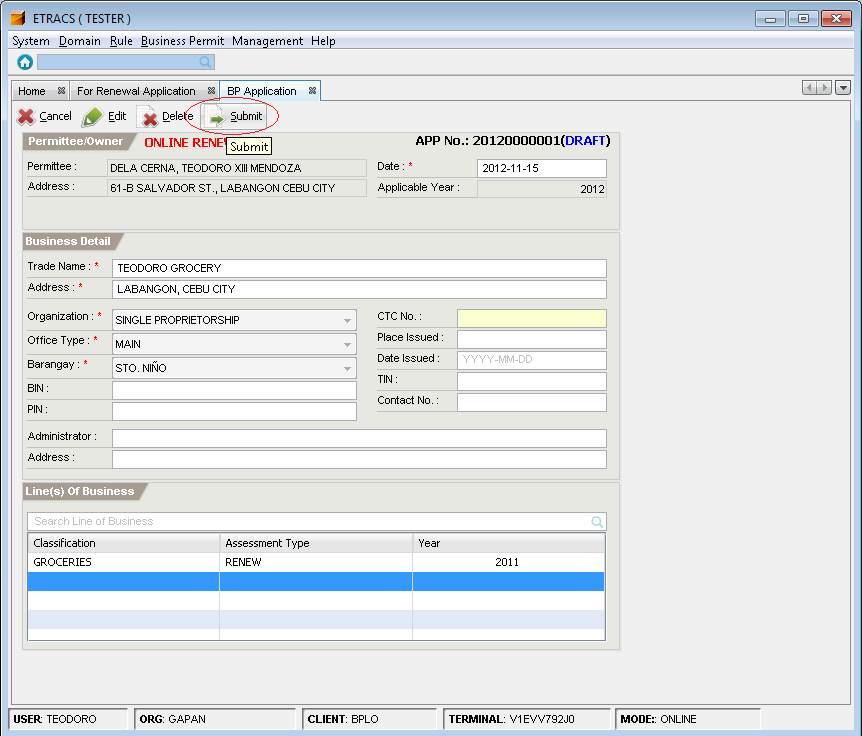 ETRACS ( TESTER )
System Domain Rule Business Permit Management Help
Home For Renewal Application BP Application
Cancel Edit Delete Submit
Permittee/Owner ONLINE RENE APP No.: 20120000001(DRAFT)
Submit
Permittee : DELA CERNA, TEODORO XIII MENDOZA Date : * 2012-11-15
Address : 61-B SALVADOR ST., LABANGON CEBU CITY Applicable Year : 2012
Business Detail
Trade Name : * TEODORO GROCERY
Address : * LABANGON, CEBU CITY
Organization : * SINGLE PROPRIETORSHIP CTC No. :
Office Type : * MAIN Place Issued :
Barangay : * STO. NIÑO Date Issued : YYYY-MM-DD
BIN : TIN :
PIN : Contact No. :
Administrator :
Address :
Line(s) Of Business
Search Line of Business
Classification Assessment Type Year
GROCERIES RENEW 2011
USER: TEODORO ORG: GAPAN CLIENT: BPLO TERMINAL: V1EVV792J0 MODE:: ONLINE